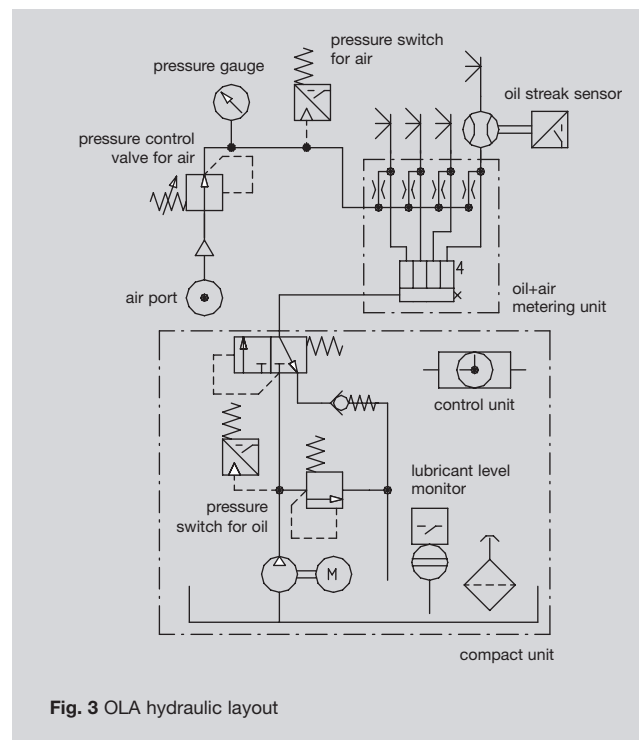 pressure switch
for air
pressure gauge
oil streak sensor
pressure control
valve for air
4
air port
oil+air
metering unit
control unit
lubricant level
monitor
pressure
switch for oil
M
compact unit
Fig. 3 OLA hydraulic layout